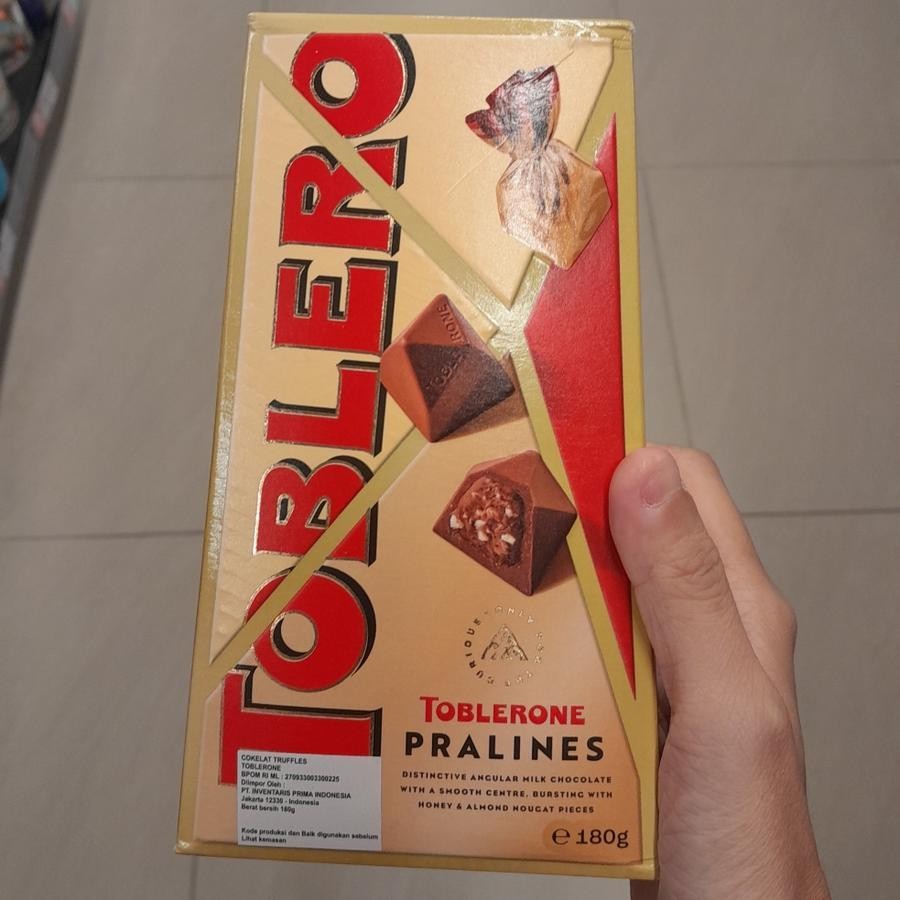 TOBLERO
TOBLERONE
TOBLERONE
PRALINES
DISTINCTIVE ANGULAR MILK CHOCOLATE
WITH A SMOOTH CENTRE, BURSTING WITH
HONEY & ALMOND NOUGAT PIECES
℮ 180g
COKELAT TRUFFLES
TOBLERONE
BPOM RI ML : 270933003300225
Diimpor Oleh :
PT. INVENTARIS PRIMA INDONESIA
Jakarta 12330 - Indonesia
Berat bersih 180g
Kode produksi dan Baik digunakan sebelum
Lihat kemasan